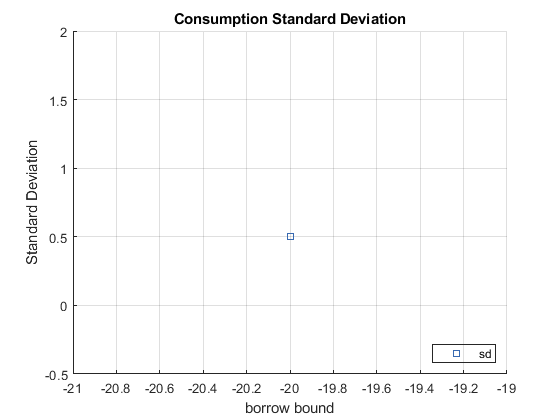 Consumption Standard Deviation
2
1.5
1
0.5
0
-0.5
Standard Deviation
sd
-21 -20.8 -20.6 -20.4 -20.2 -20 -19.8 -19.6 -19.4 -19.2 -19
borrow bound